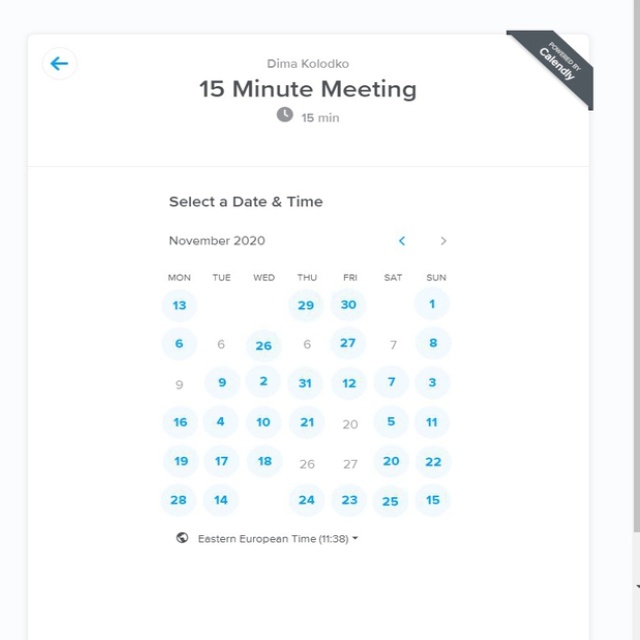 POWERED BY
Calendly
Dima Kolodko
15 Minute Meeting
15 min
Select a Date & Time
November 2020
MON TUE WED THU FRI SAT SUN
13 29 30 1
6 6 26 6 27 7 8
9 9 2 31 12 7 3
16 4 10 21 20 5 11
19 17 18 26 27 20 22
28 14 24 23 25 15
Eastern European Time (11:38)